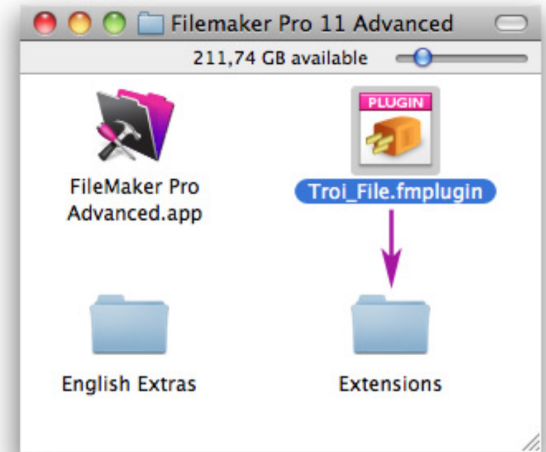 Filemaker Pro 11 Advanced
211,74 GB available
PLUGIN
FileMaker Pro
Advanced.app
Troi_File.fmplugin
English Extras
Extensions